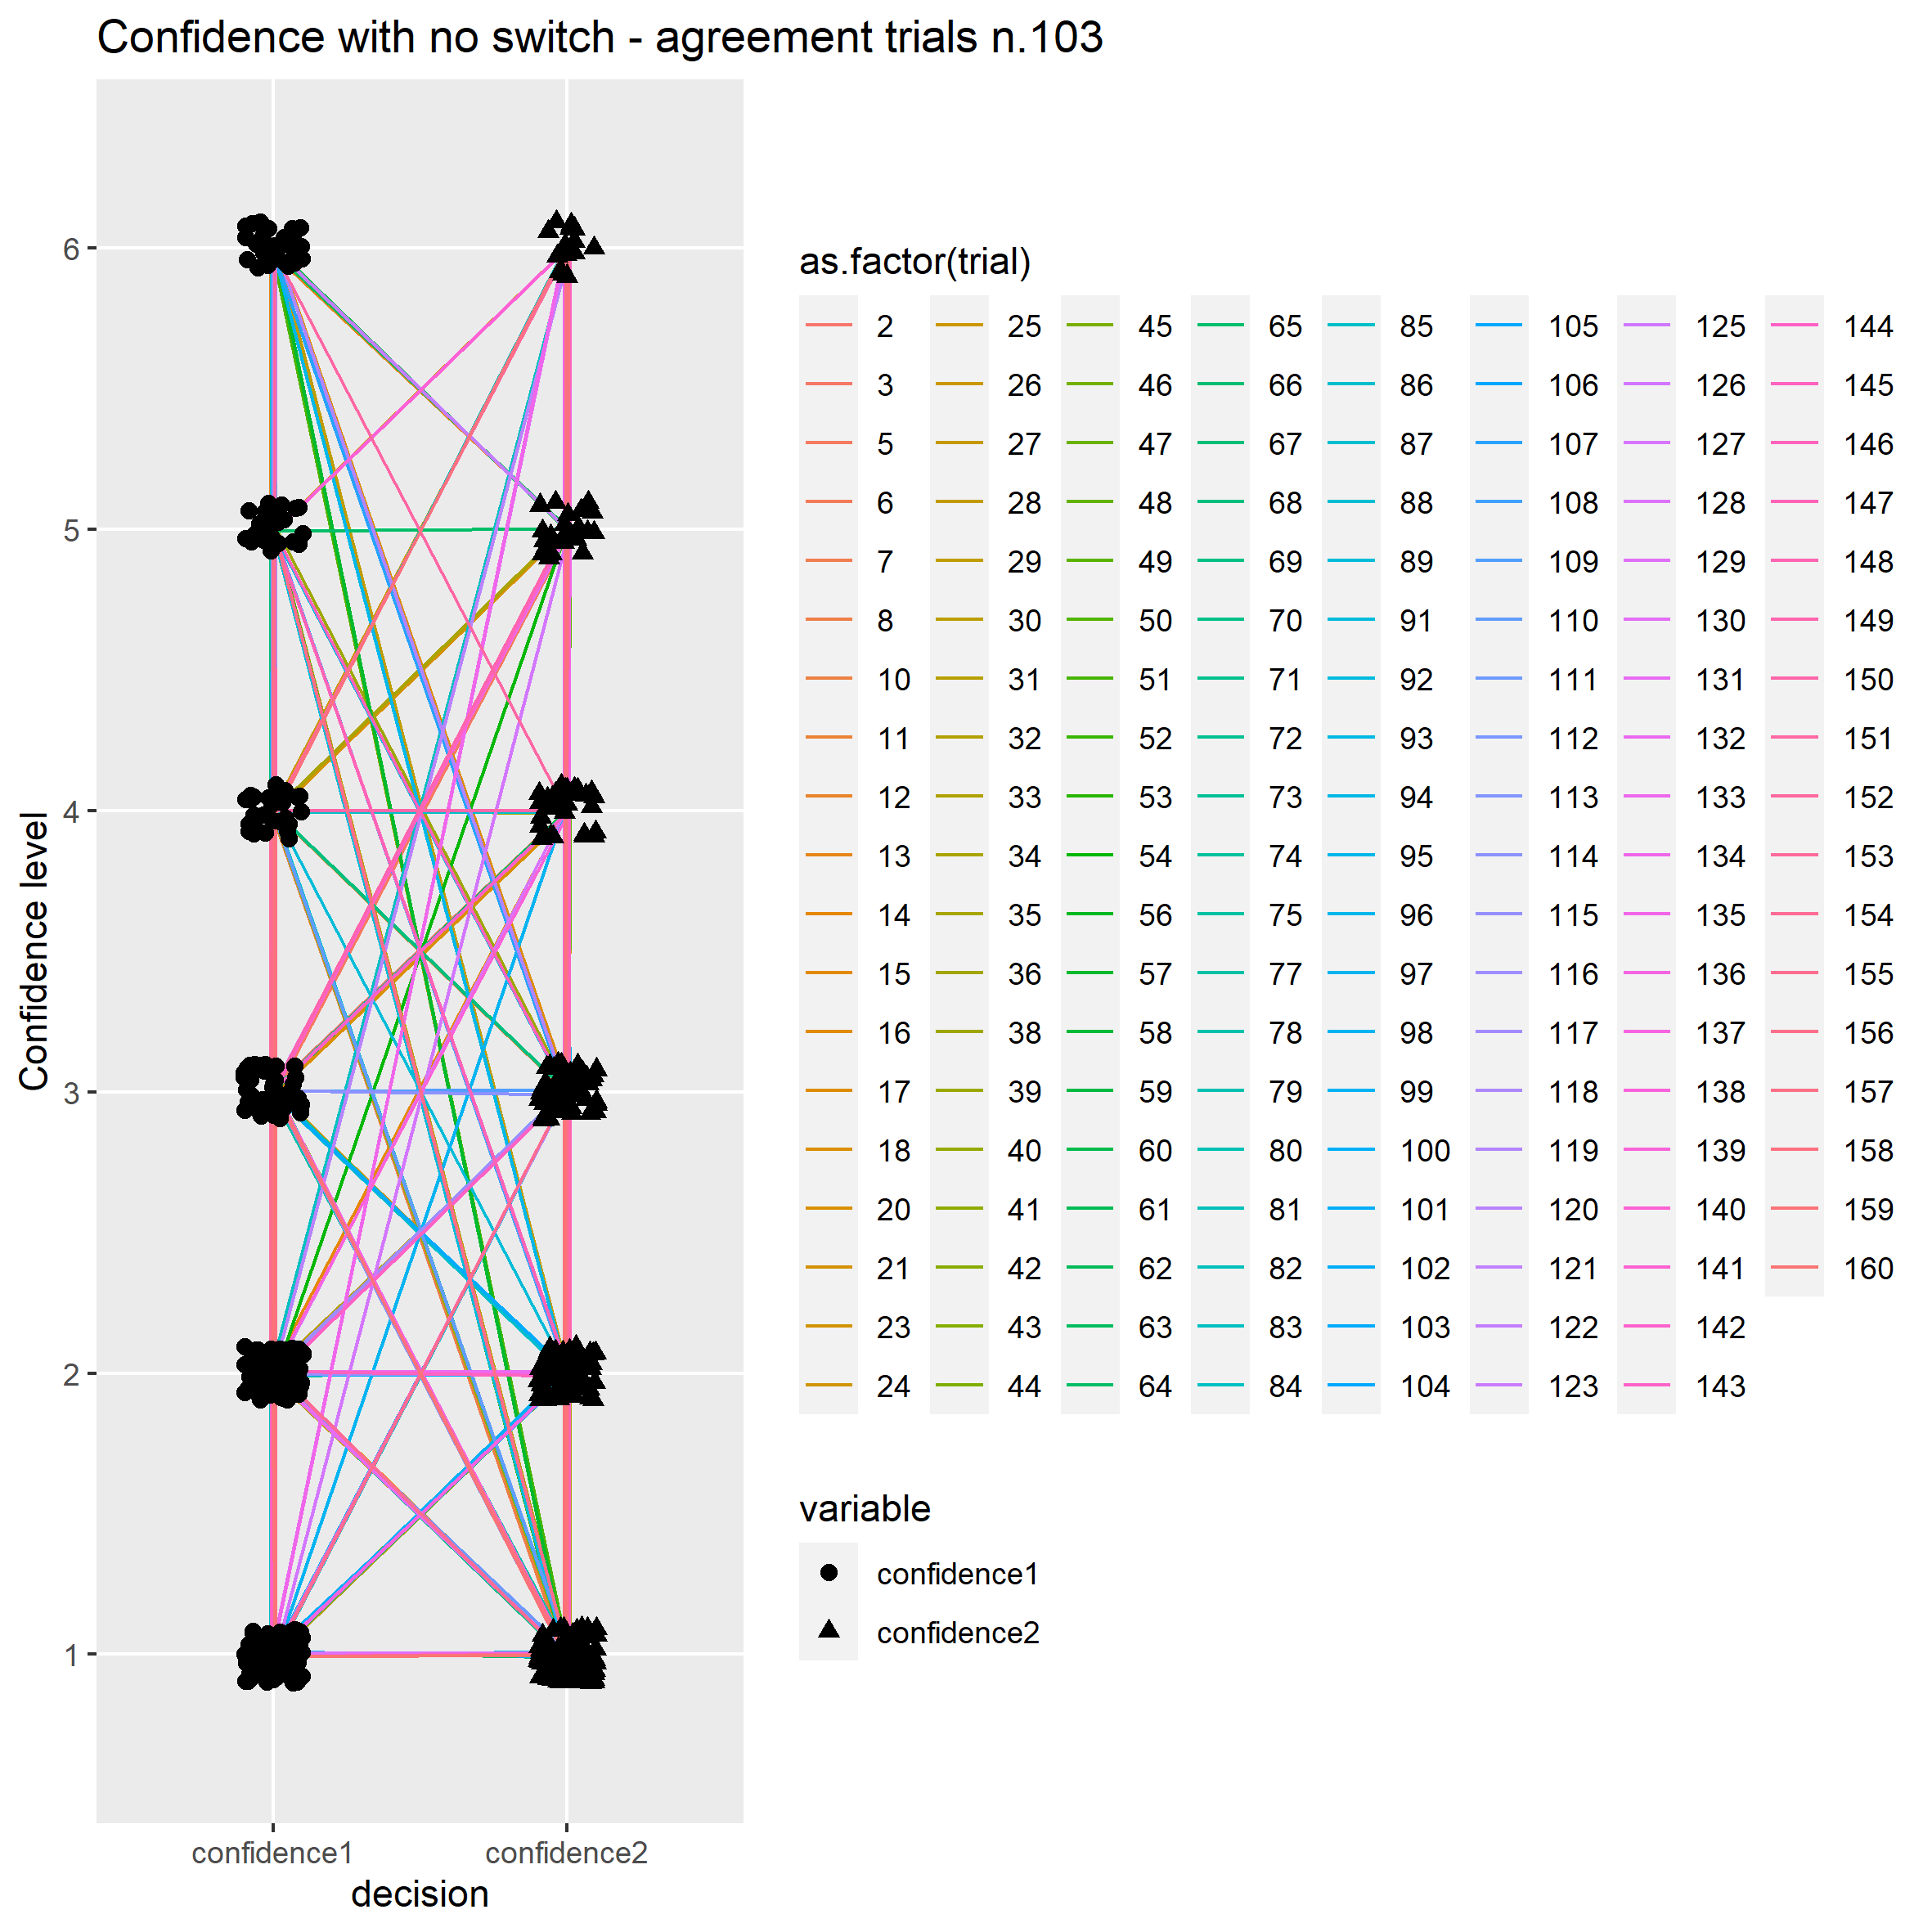 Confidence with no switch - agreement trials n.103
Confidence level
6
5
4
3
2
1
confidence1 confidence2
decision
as.factor(trial)
2 25 45 65 85 105 125 144
3 26 46 66 86 106 126 145
5 27 47 67 87 107 127 146
6 28 48 68 88 108 128 147
7 29 49 69 89 109 129 148
8 30 50 70 91 110 130 149
10 31 51 71 92 111 131 150
11 32 52 72 93 112 132 151
12 33 53 73 94 113 133 152
13 34 54 74 95 114 134 153
14 35 56 75 96 115 135 154
15 36 57 77 97 116 136 155
16 38 58 78 98 117 137 156
17 39 59 79 99 118 138 157
18 40 60 80 100 119 139 158
20 41 61 81 101 120 140 159
21 42 62 82 102 121 141 160
23 43 63 83 103 122 142
24 44 64 84 104 123 143
variable
confidence1
confidence2